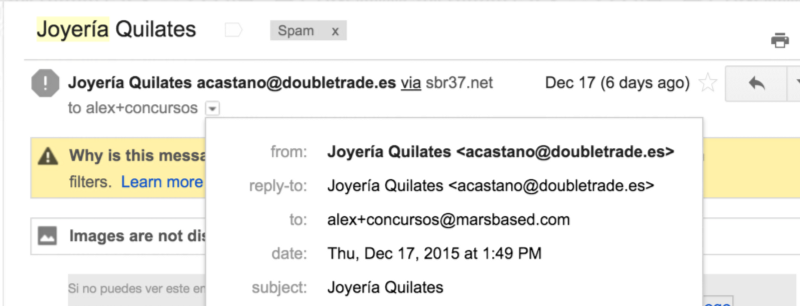 Joyería Quilates
Spam x
Joyería Quilates acastano@doubletrade.es via sbr37.net Dec 17 (6 days ago)
to alex+concursos
Why is this messa
filters. Learn more
from: Joyería Quilates <acastano@doubletrade.es>
reply-to: Joyería Quilates <acastano@doubletrade.es>
to: alex+concursos@marsbased.com
date: Thu, Dec 17, 2015 at 1:49 PM
subject: Joyería Quilates
Images are not dis
Si no puedes ver este en